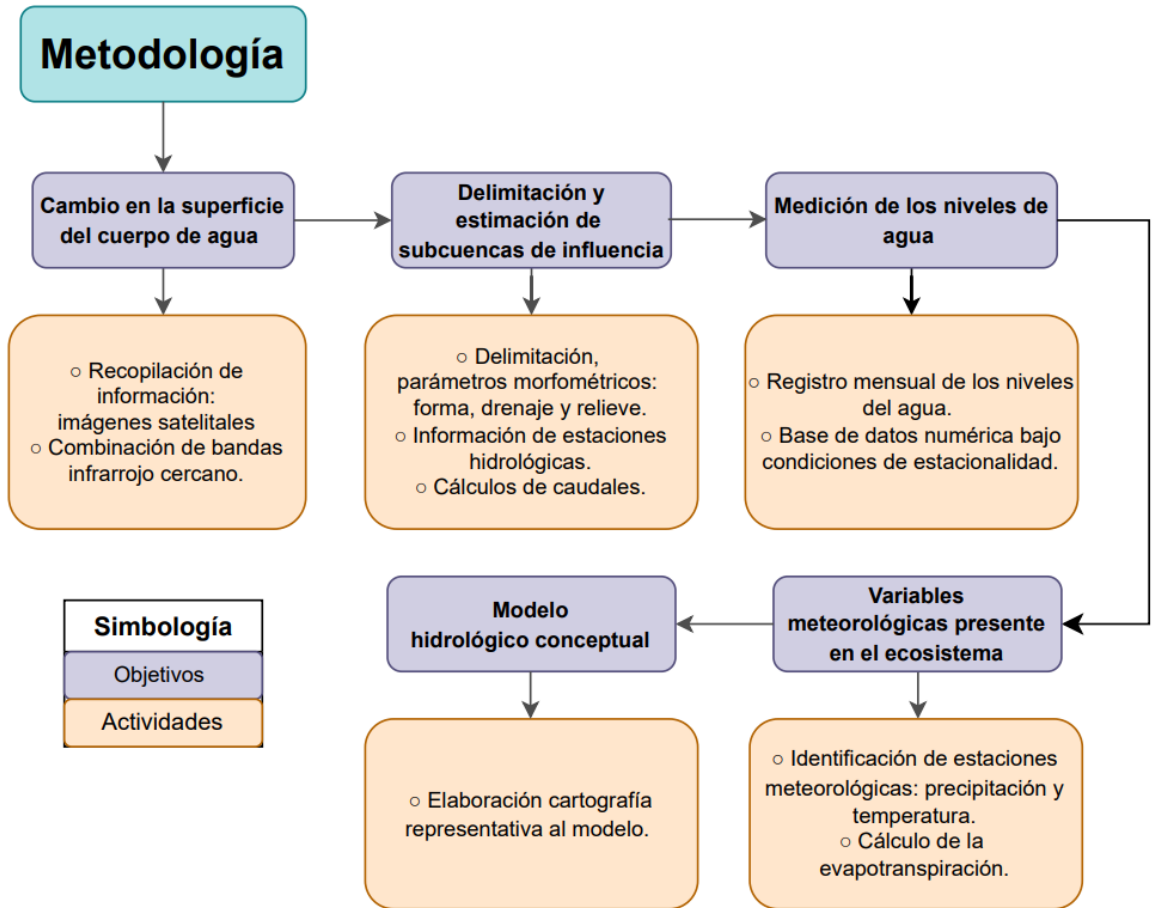 Metodología
Cambio en la superficie
del cuerpo de agua
Delimitación y
estimación de
subcuencas de influencia
Medición de los niveles de
agua
○ Recopilación de
información:
imágenes satelitales
○ Combinación de bandas
infrarrojo cercano.
○ Delimitación,
parámetros morfométricos:
forma, drenaje y relieve.
○ Información de estaciones
hidrológicas.
○ Cálculos de caudales.
○ Registro mensual de los niveles
del agua.
○ Base de datos numérica bajo
condiciones de estacionalidad.
Simbología
Objetivos
Actividades
Modelo
hidrológico conceptual
Variables
meteorológicas presente
en el ecosistema
○ Elaboración cartografía
representativa al modelo.
○ Identificación de estaciones
meteorológicas: precipitación y
temperatura.
○ Cálculo de la
evapotranspiración.